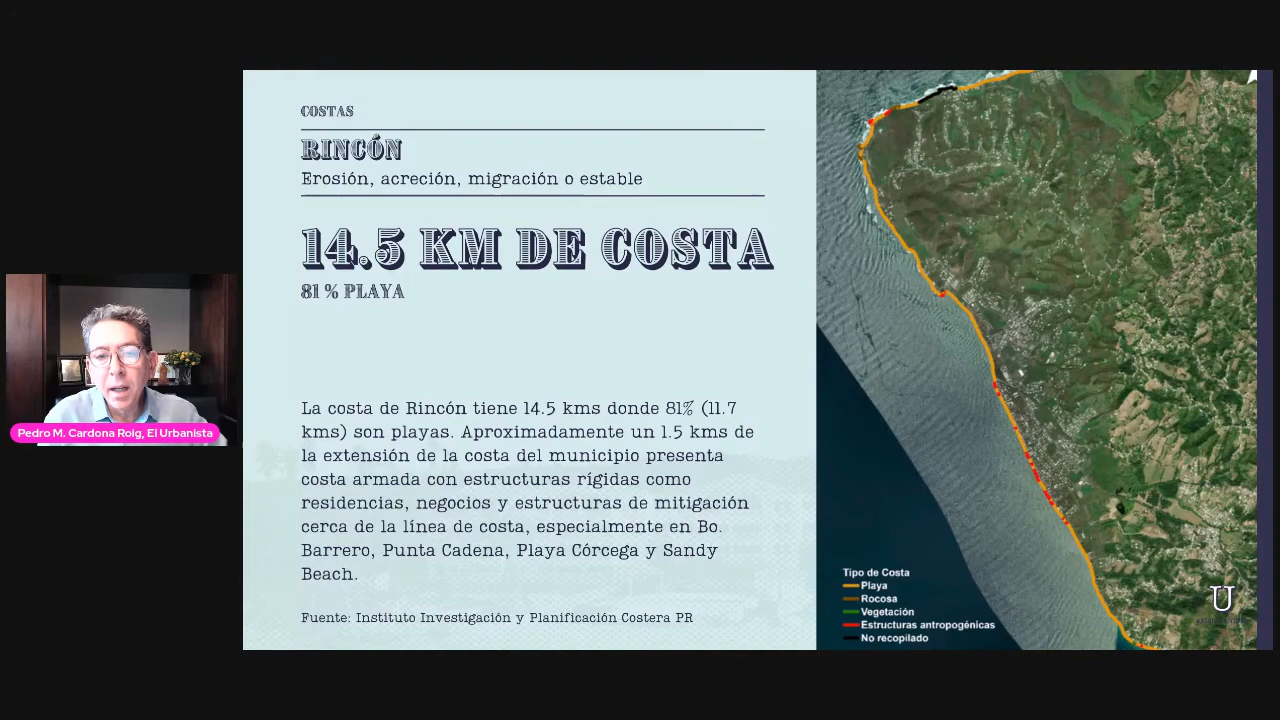 COSTAS
RINCÓN
Erosión, acreción, migración o estable
14.5 KM DE COSTA
81 % PLAYA
La costa de Rincón tiene 14.5 kms donde 81% (11.7
kms) son playas. Aproximadamente un 1.5 kms de
la extensión de la costa del municipio presenta
costa armada con estructuras rígidas como
residencias, negocios y estructuras de mitigación
cerca de la línea de costa, especialmente en Bo.
Barrero, Punta Cadena, Playa Córcega y Sandy
Beach.
Fuente: Instituto Investigación y Planificación Costera PR
Pedro M. Cardona Roig, El Urbanista
Tipo de Costa
Playa
Rocosa
Vegetación
Estructuras antropogénicas
No recopilado
U